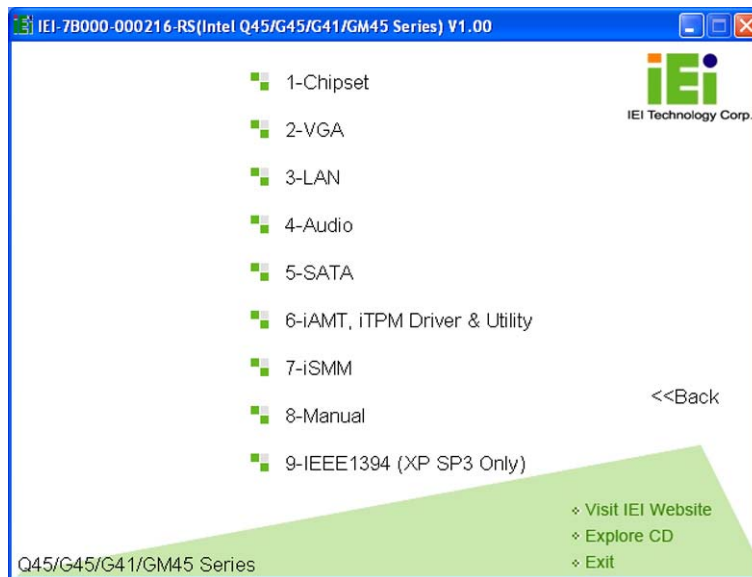 IEI-7B000-000216-RS(Intel Q45/G45/G41/GM45 Series) V1.00
iEi
IEI Technology Corp.
1-Chipset
2-VGA
3-LAN
4-Audio
5-SATA
6-iAMT, iTPM Driver & Utility
7-iSMM
8-Manual
<<Back
9-IEEE1394 (XP SP3 Only)
Visit IEI Website
Explore CD
Exit
Q45/G45/G41/GM45 Series